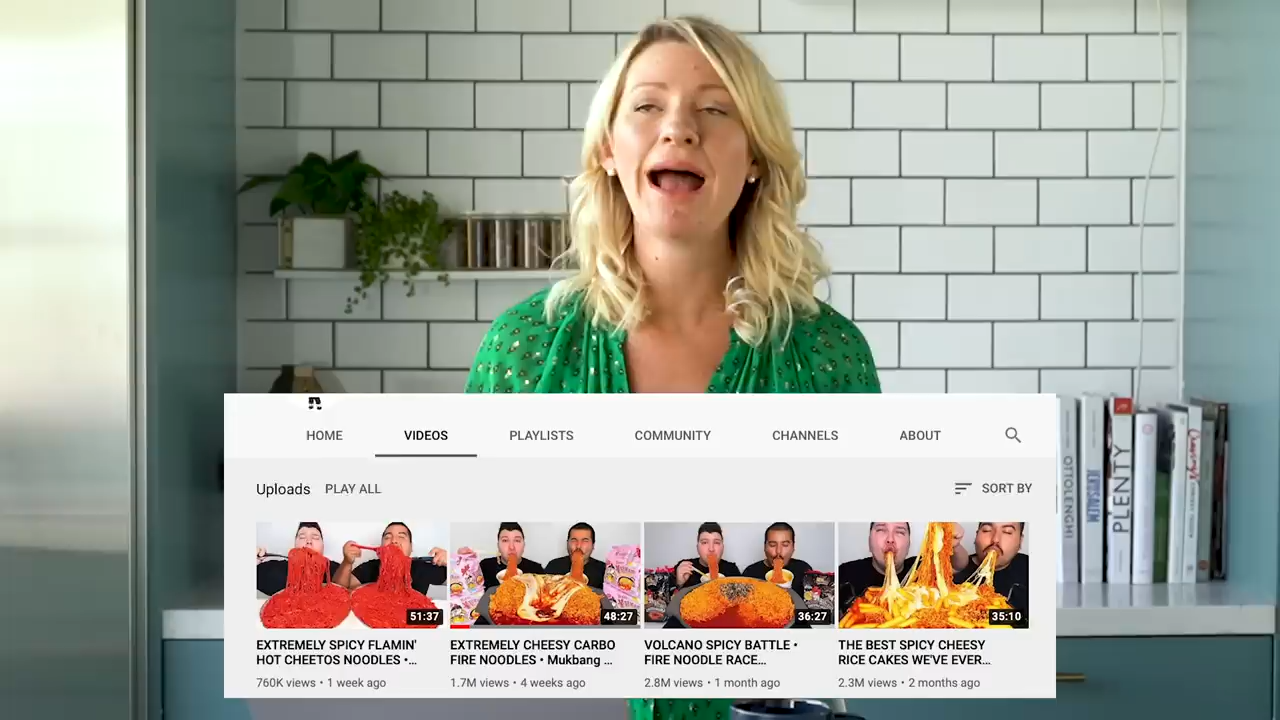 HOME VIDEOS PLAYLISTS COMMUNITY CHANNELS ABOUT
Uploads PLAY ALL SORT BY
51:37 48:27 36:27 35:10
EXTREMELY SPICY FLAMIN'
HOT CHEETOS NOODLES •...
760K views • 1 week ago
EXTREMELY CHEESY CARBO
FIRE NOODLES • Mukbang ...
1.7M views • 4 weeks ago
VOLCANO SPICY BATTLE •
FIRE NOODLE RACE...
2.8M views • 1 month ago
THE BEST SPICY CHEESY
RICE CAKES WE'VE EVER...
2.3M views • 2 months ago
OTTOLENGHI
JERUSALEM
PLENTY